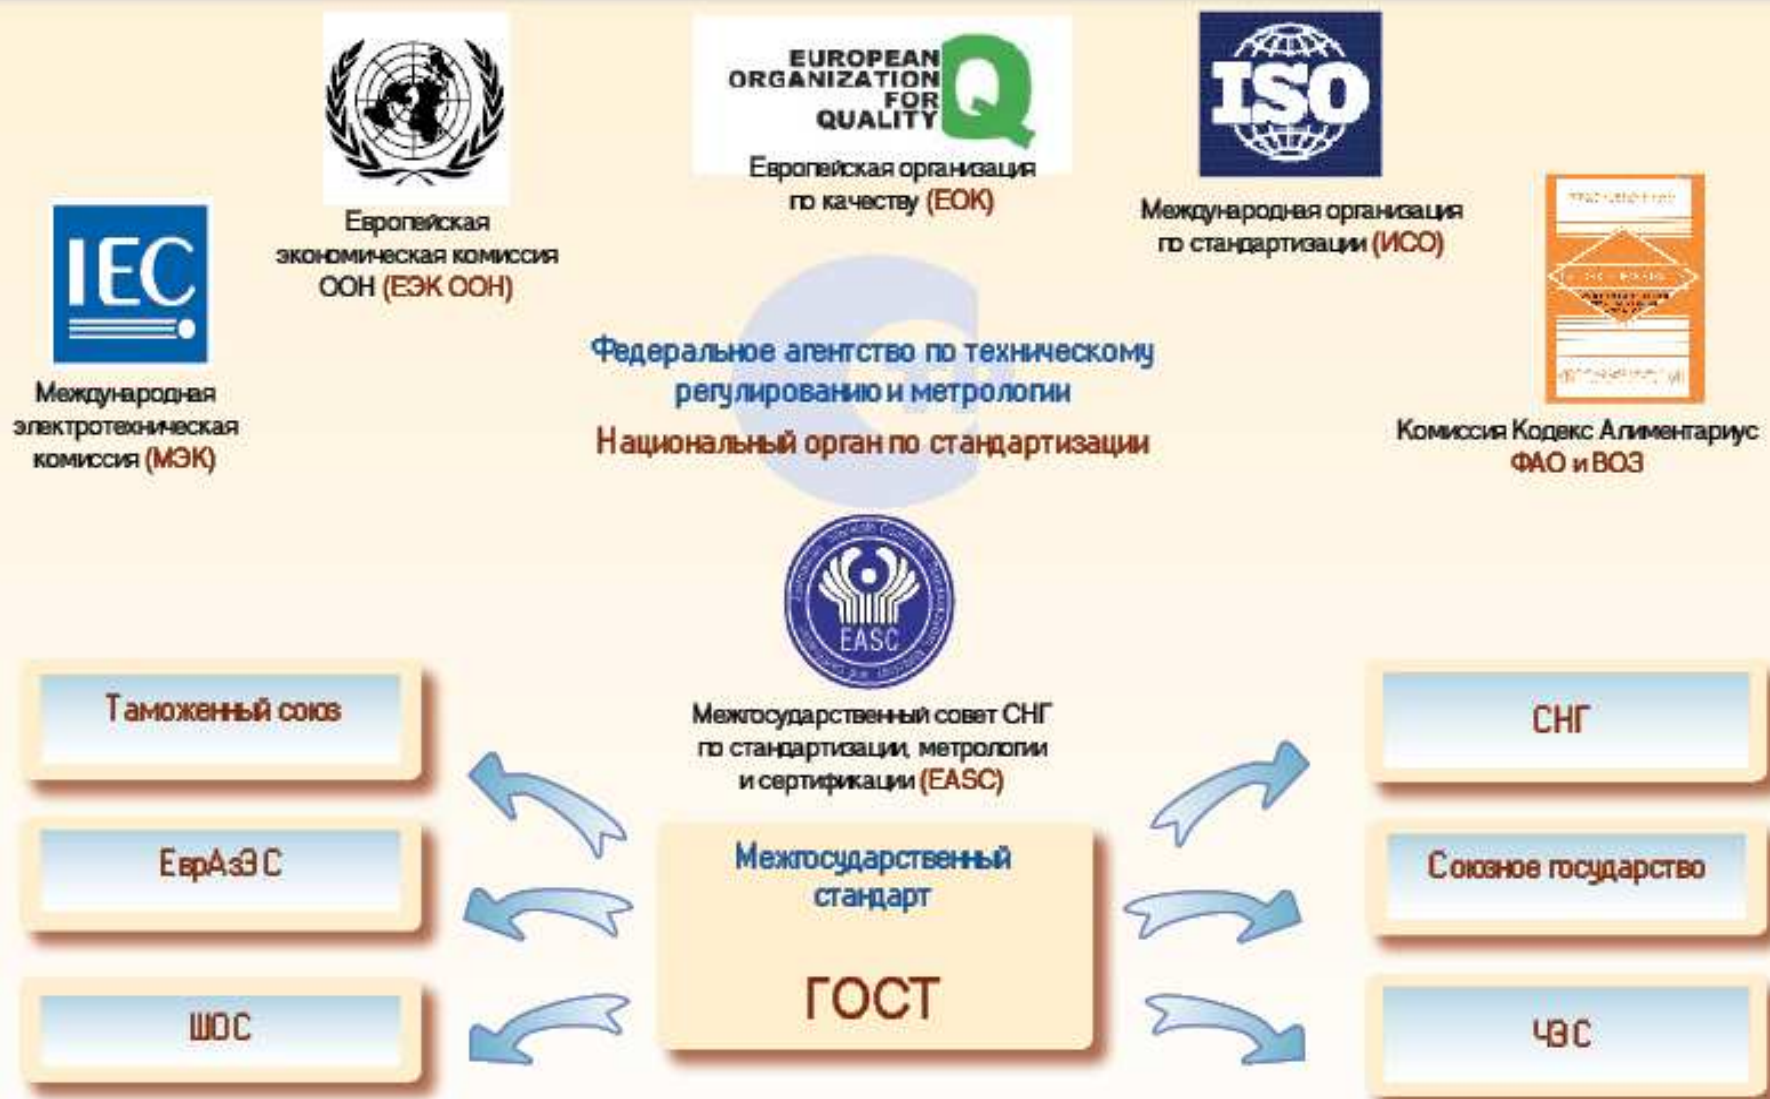 EUROPEAN
ORGANIZATION
FOR
QUALITY
Q
Европейская организация
по качеству (ЕОК)
ISO
Международная организация
по стандартизации (ИСО)
Европейская
экономическая комиссия
ООН (ЕЭК ООН)
IEC
Международная
электротехническая
комиссия (МЭК)
Федеральное агентство по техническому
регулированию и метрологии
Национальный орган по стандартизации
Комиссия Кодекс Алиментариус
ФАО и ВОЗ
EASC
Межгосударственный совет СНГ
по стандартизации, метрологии
и сертификации (EASC)
Таможенный союз
ЕврАзЭС
ШОС
Межгосударственный
стандарт
ГОСТ
СНГ
Союзное государство
ЧЭС